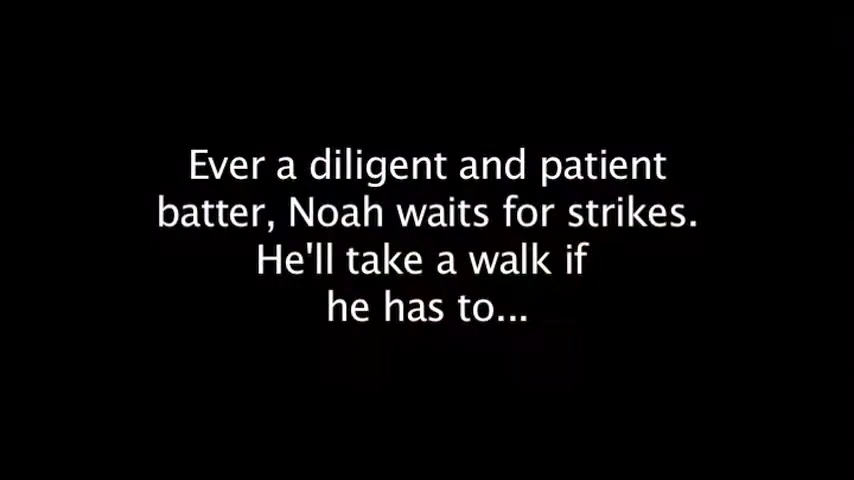 Ever a diligent and patient
batter, Noah waits for strikes.
He'll take a walk if
he has to...